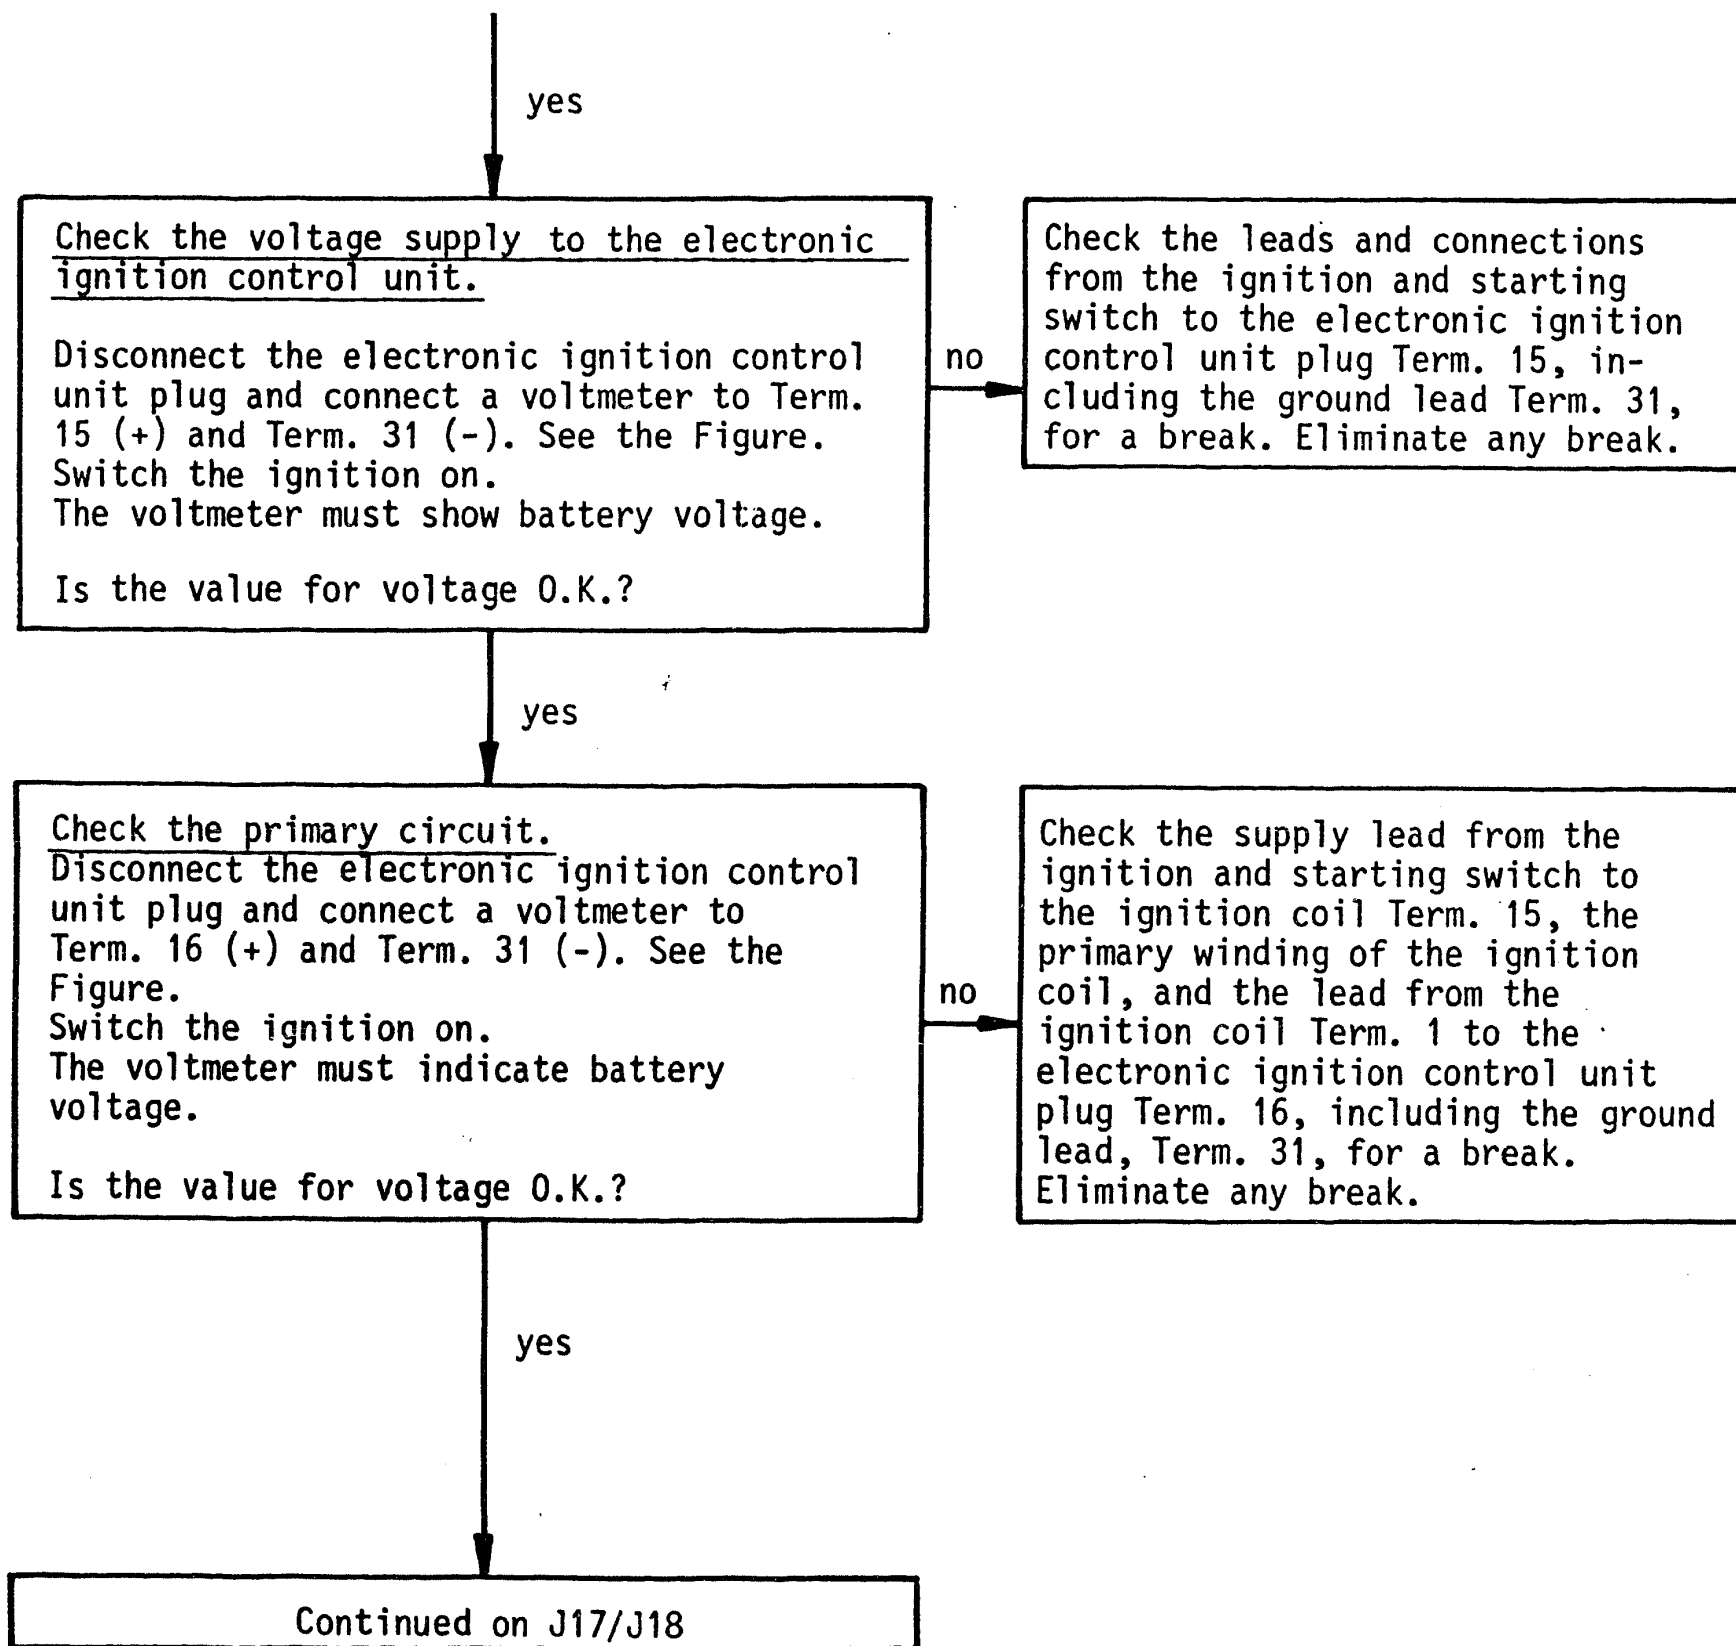 yes
Check the voltage supply to the electronic
ignition control unit.
Disconnect the electronic ignition control
unit plug and connect a voltmeter to Term.
15 (+) and Term. 31 (-). See the Figure.
Switch the ignition on.
The voltmeter must show battery voltage.
Is the value for voltage O.K.?
no
Check the leads and connections
from the ignition and starting
switch to the electronic ignition
control unit plug Term. 15, in-
cluding the ground lead Term. 31,
for a break. Eliminate any break.
yes
Check the primary circuit.
Disconnect the electronic ignition control
unit plug and connect a voltmeter to
Term. 16 (+) and Term. 31 (-). See the
Figure.
Switch the ignition on.
The voltmeter must indicate battery
voltage.
Is the value for voltage O.K.?
no
Check the supply lead from the
ignition and starting switch to
the ignition coil Term. 15, the
primary winding of the ignition
coil, and the lead from the
ignition coil Term. 1 to the
electronic ignition control unit
plug Term. 16, including the ground
lead, Term. 31, for a break.
Eliminate any break.
yes
Continued on J17/J18